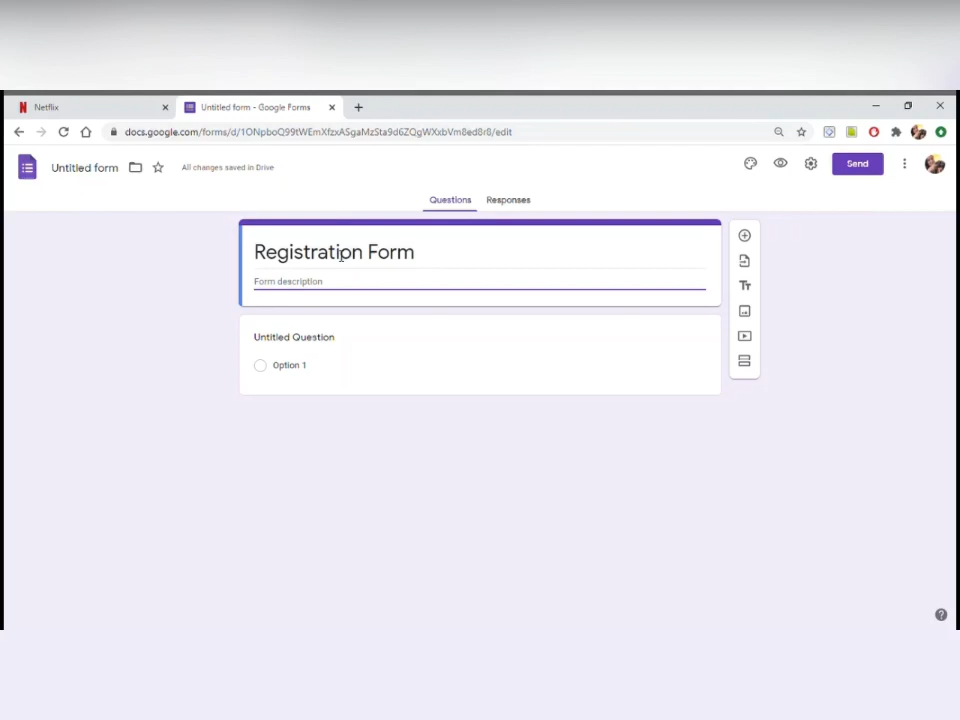 Netflix
Untitled form - Google Forms
docs.google.com/forms/d/1ONpboQ99tWEmXfzxASgaMzSta9d6ZQgWXxbVm8ed8r8/edit
Untitled form
All changes saved in Drive
Send
Questions Responses
Registration Form
Form description
Tт
Untitled Question
Option 1